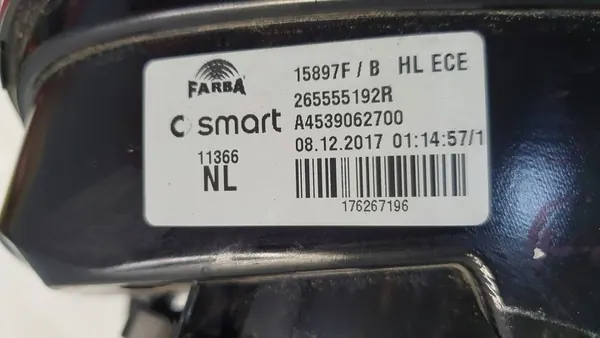 FARBA
15897F / B HL ECE
265555192R
smart A4539062700
08.12.2017 01:14:57/1
11366
NL
176267196